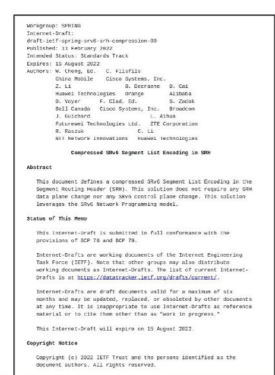 Workgroup: SPRING
Internet-Draft:
draft-ietf-spring-srv6-srh-compression-00
Published: 11 February 2022
Intended Status: Standards Track
Expires: 15 August 2022
Authors: W. Cheng, Ed. C. Filsfils
China Mobile Cisco Systems, Inc.
Z. Li B. Decraene D. Cai
Huawei Technologies Orange Alibaba
D. Voyer F. Clad, Ed. S. Zadok
Bell Canada Cisco Systems, Inc. Broadcom
J. Guichard L. Aihua
Futurewei Technologies Ltd. ZTE Corporation
R. Raszuk C. Li
NTT Network Innovations Huawei Technologies
Compressed SRv6 Segment List Encoding in SRH
Abstract
This document defines a compressed SRv6 Segment List Encoding in the
Segment Routing Header (SRH). This solution does not require any SRH
data plane change nor any SRv6 control plane change. This solution
leverages the SRv6 Network Programming model.
Status of This Memo
This Internet-Draft is submitted in full conformance with the
provisions of BCP 78 and BCP 79.
Internet-Drafts are working documents of the Internet Engineering
Task Force (IETF). Note that other groups may also distribute
working documents as Internet-Drafts. The list of current Internet-
Drafts is at https://datatracker.ietf.org/drafts/current/.
Internet-Drafts are draft documents valid for a maximum of six
months and may be updated, replaced, or obsoleted by other documents
at any time. It is inappropriate to use Internet-Drafts as reference
material or to cite them other than as "work in progress."
This Internet-Draft will expire on 15 August 2022.
Copyright Notice
Copyright (c) 2022 IETF Trust and the persons identified as the
document authors. All rights reserved.